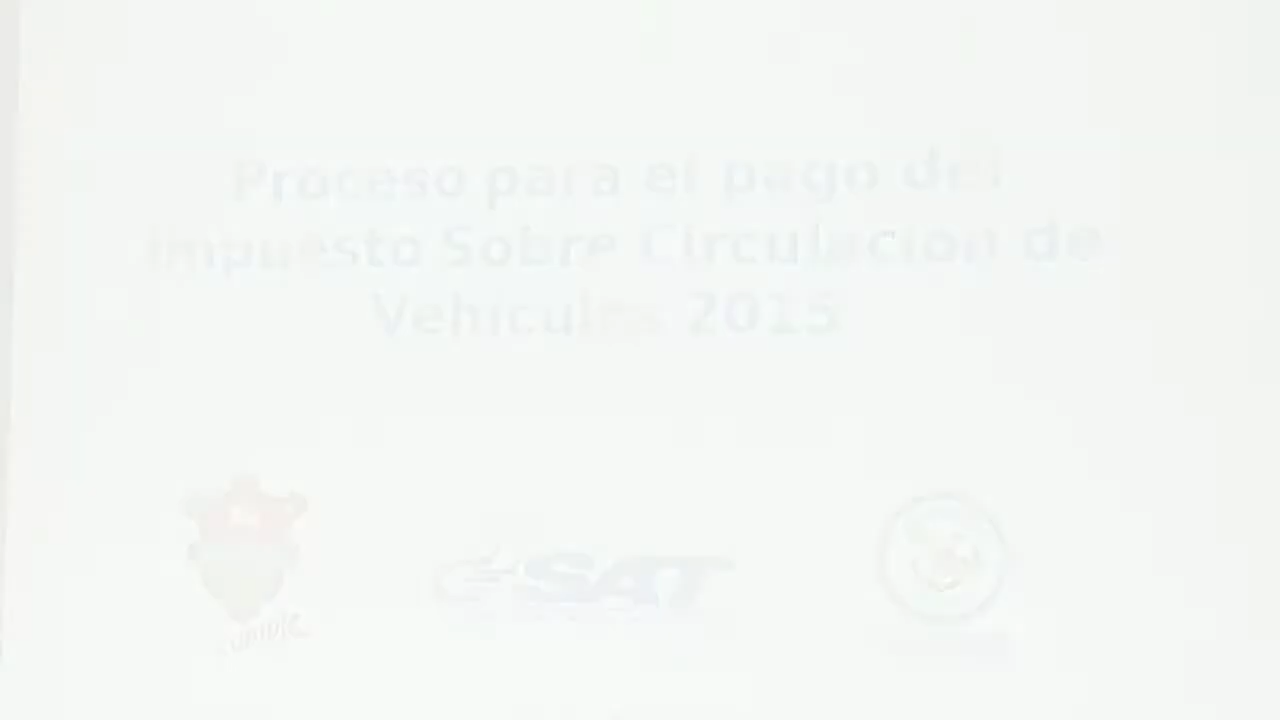 Proceso para el pago del
Impuesto Sobre Circulación de
Vehículos 2015
SAT